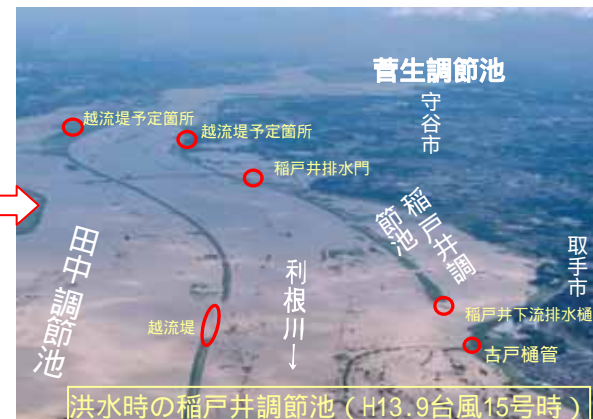 菅生調節池
守谷市
越流堤予定箇所
越流堤予定箇所
稲戸井排水門
稲戸井調
節池
取手市
田中調節池
利根川→
越流堤
稲戸井下流排水樋
古戸樋管
洪水時の稲戸井調節池（H13.9台風15号時）